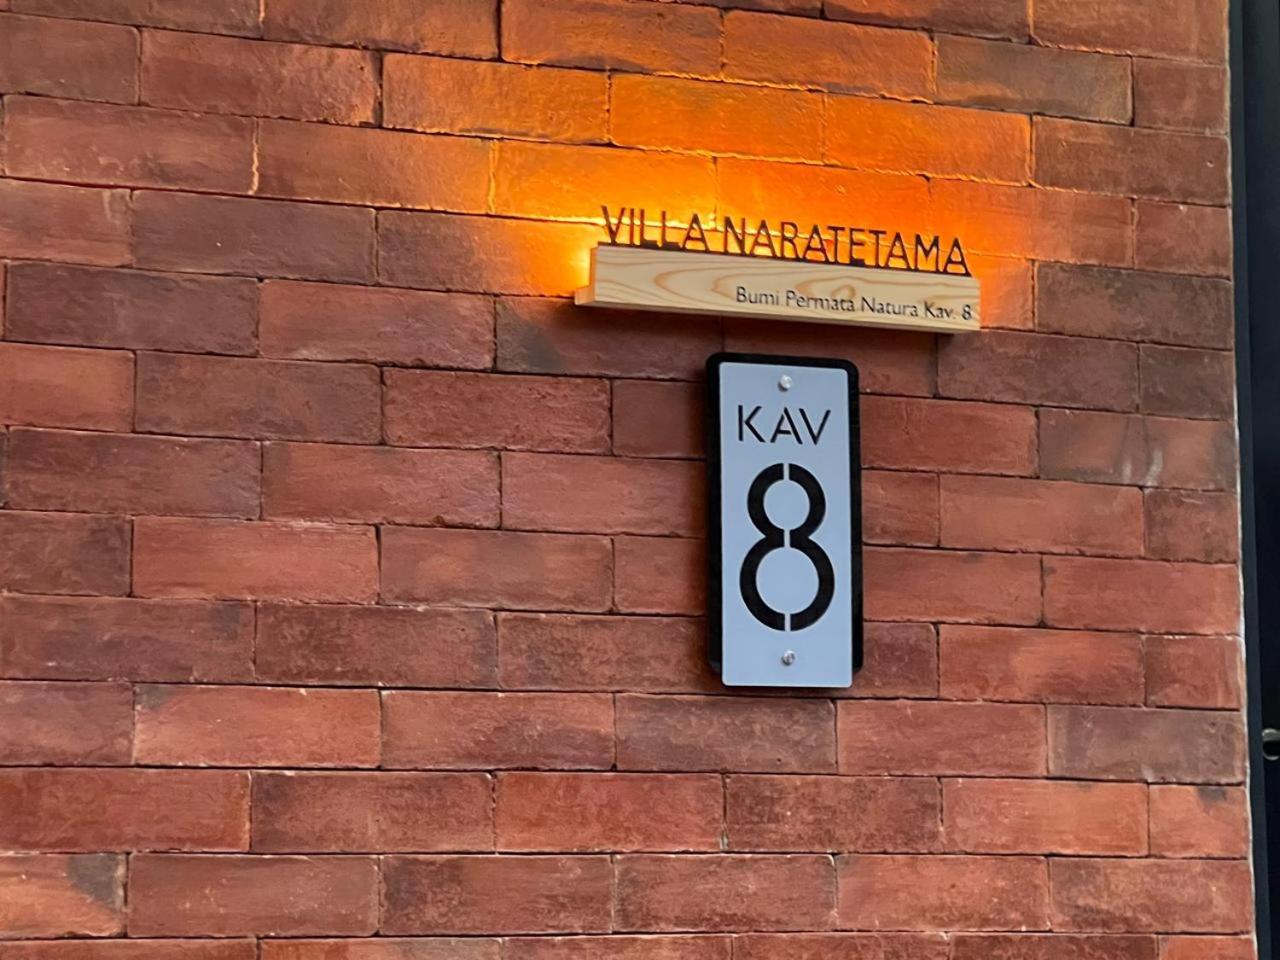 VILLA NARATETAMA
Bumi Permata Natura Kav. 8
KAV
8